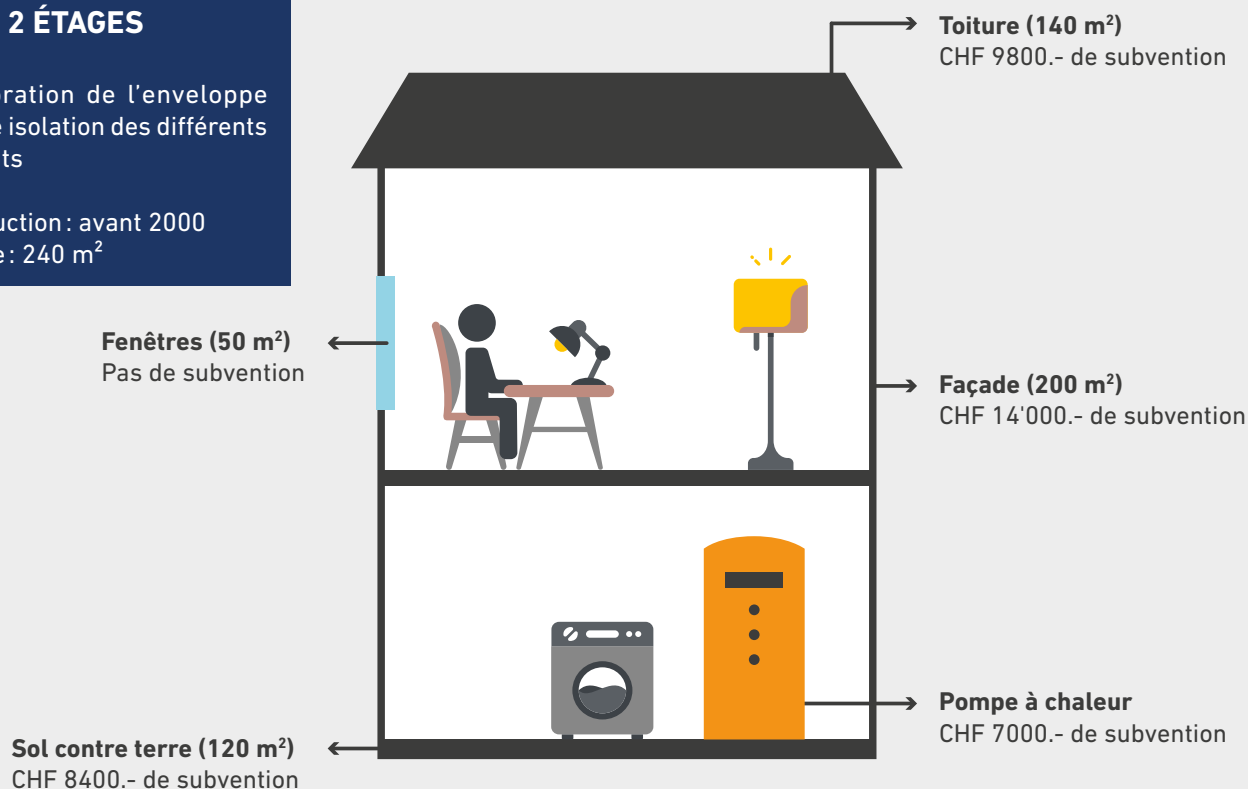 2 ÉTAGES
oration de l’enveloppe
e isolation des différents
ts
uction : avant 2000
e : 240 m²
Toiture (140 m²)
CHF 9800.- de subvention
Fenêtres (50 m²)
Pas de subvention
Façade (200 m²)
CHF 14'000.- de subvention
Pompe à chaleur
CHF 7000.- de subvention
Sol contre terre (120 m²)
CHF 8400.- de subvention